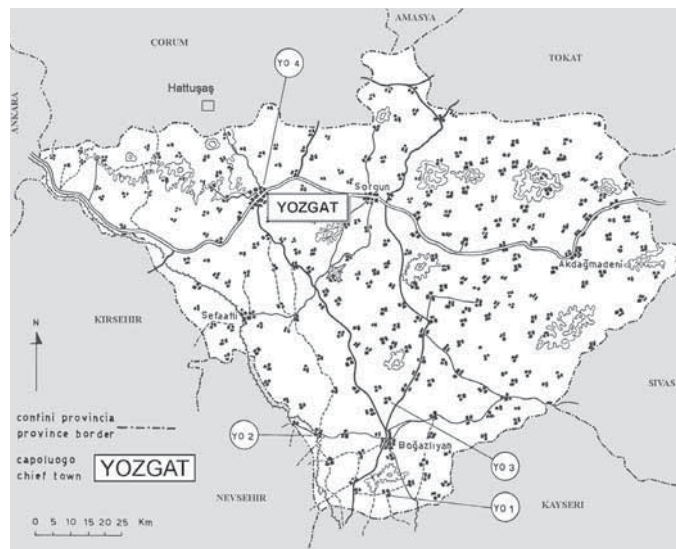 AMASYA
ÇORUM
TOKAT
YO 4
ANKARA
Hattuşaş
Sorgun
YOZGAT
Akdağmadeni
KIRSEHIR
Sefaatli
N
SIVAS
confini provincia
province border
capoluogo
chief town
YOZGAT
YO 2
Boğazlıyan
YO 3
NEVSEHIR
YO 1
KAYSERI
0 5 10 15 20 25 Km